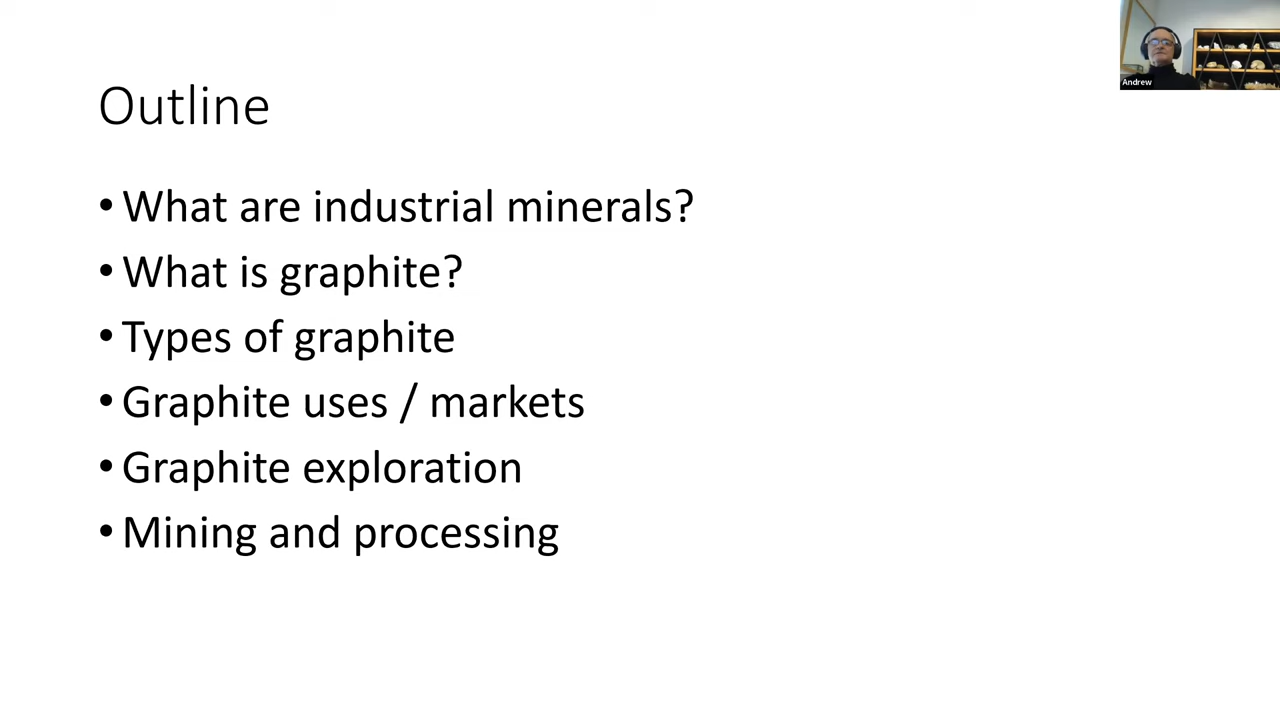 Outline
• What are industrial minerals?
• What is graphite?
• Types of graphite
• Graphite uses / markets
• Graphite exploration
• Mining and processing
Andrew